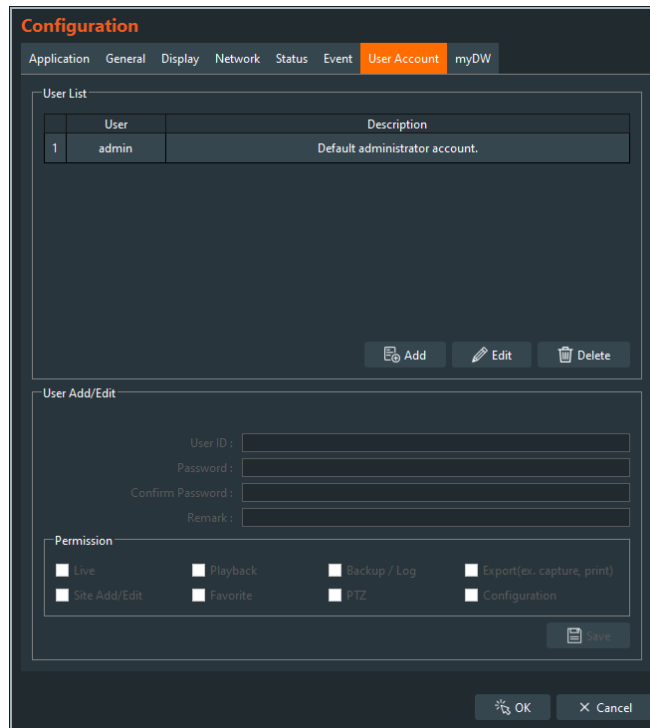 Configuration
Application General Display Network Status Event User Account myDW
User List
User Description
1 admin Default administrator account.
Add Edit Delete
User Add/Edit
User ID :
Password :
Confirm Password :
Remark :
Permission
Live Playback Backup / Log Export(ex. capture, print)
Site Add/Edit Favorite PTZ Configuration
Save
OK Cancel